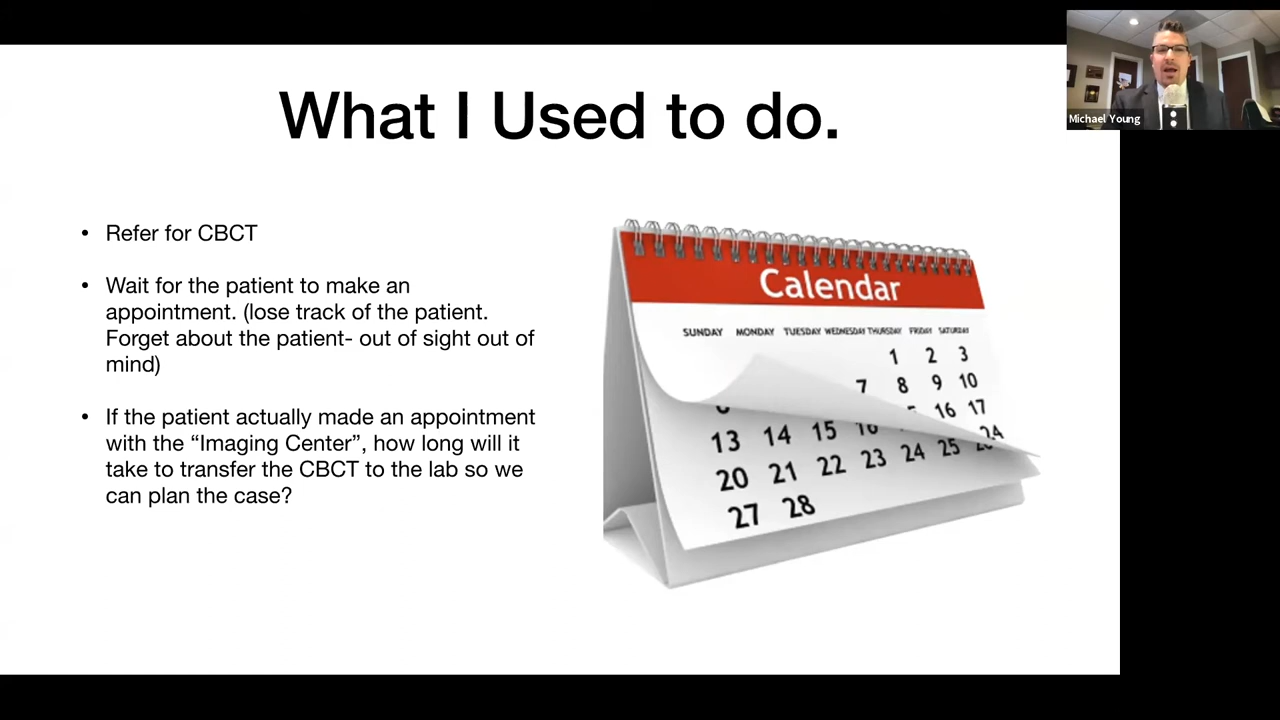 What I Used to do.
Michael Young
• Refer for CBCT
• Wait for the patient to make an
appointment. (lose track of the patient.
Forget about the patient- out of sight out of
mind)
• If the patient actually made an appointment
with the “Imaging Center”, how long will it
take to transfer the CBCT to the lab so we
can plan the case?
Calendar
SUNDAY MONDAY TUESDAY WEDNESDAY THURSDAY FRIDAY SATURDAY
1 2 3
7 8 9 10
16 17
13 14 15 16 24
20 21 22 23 24 25
27 28